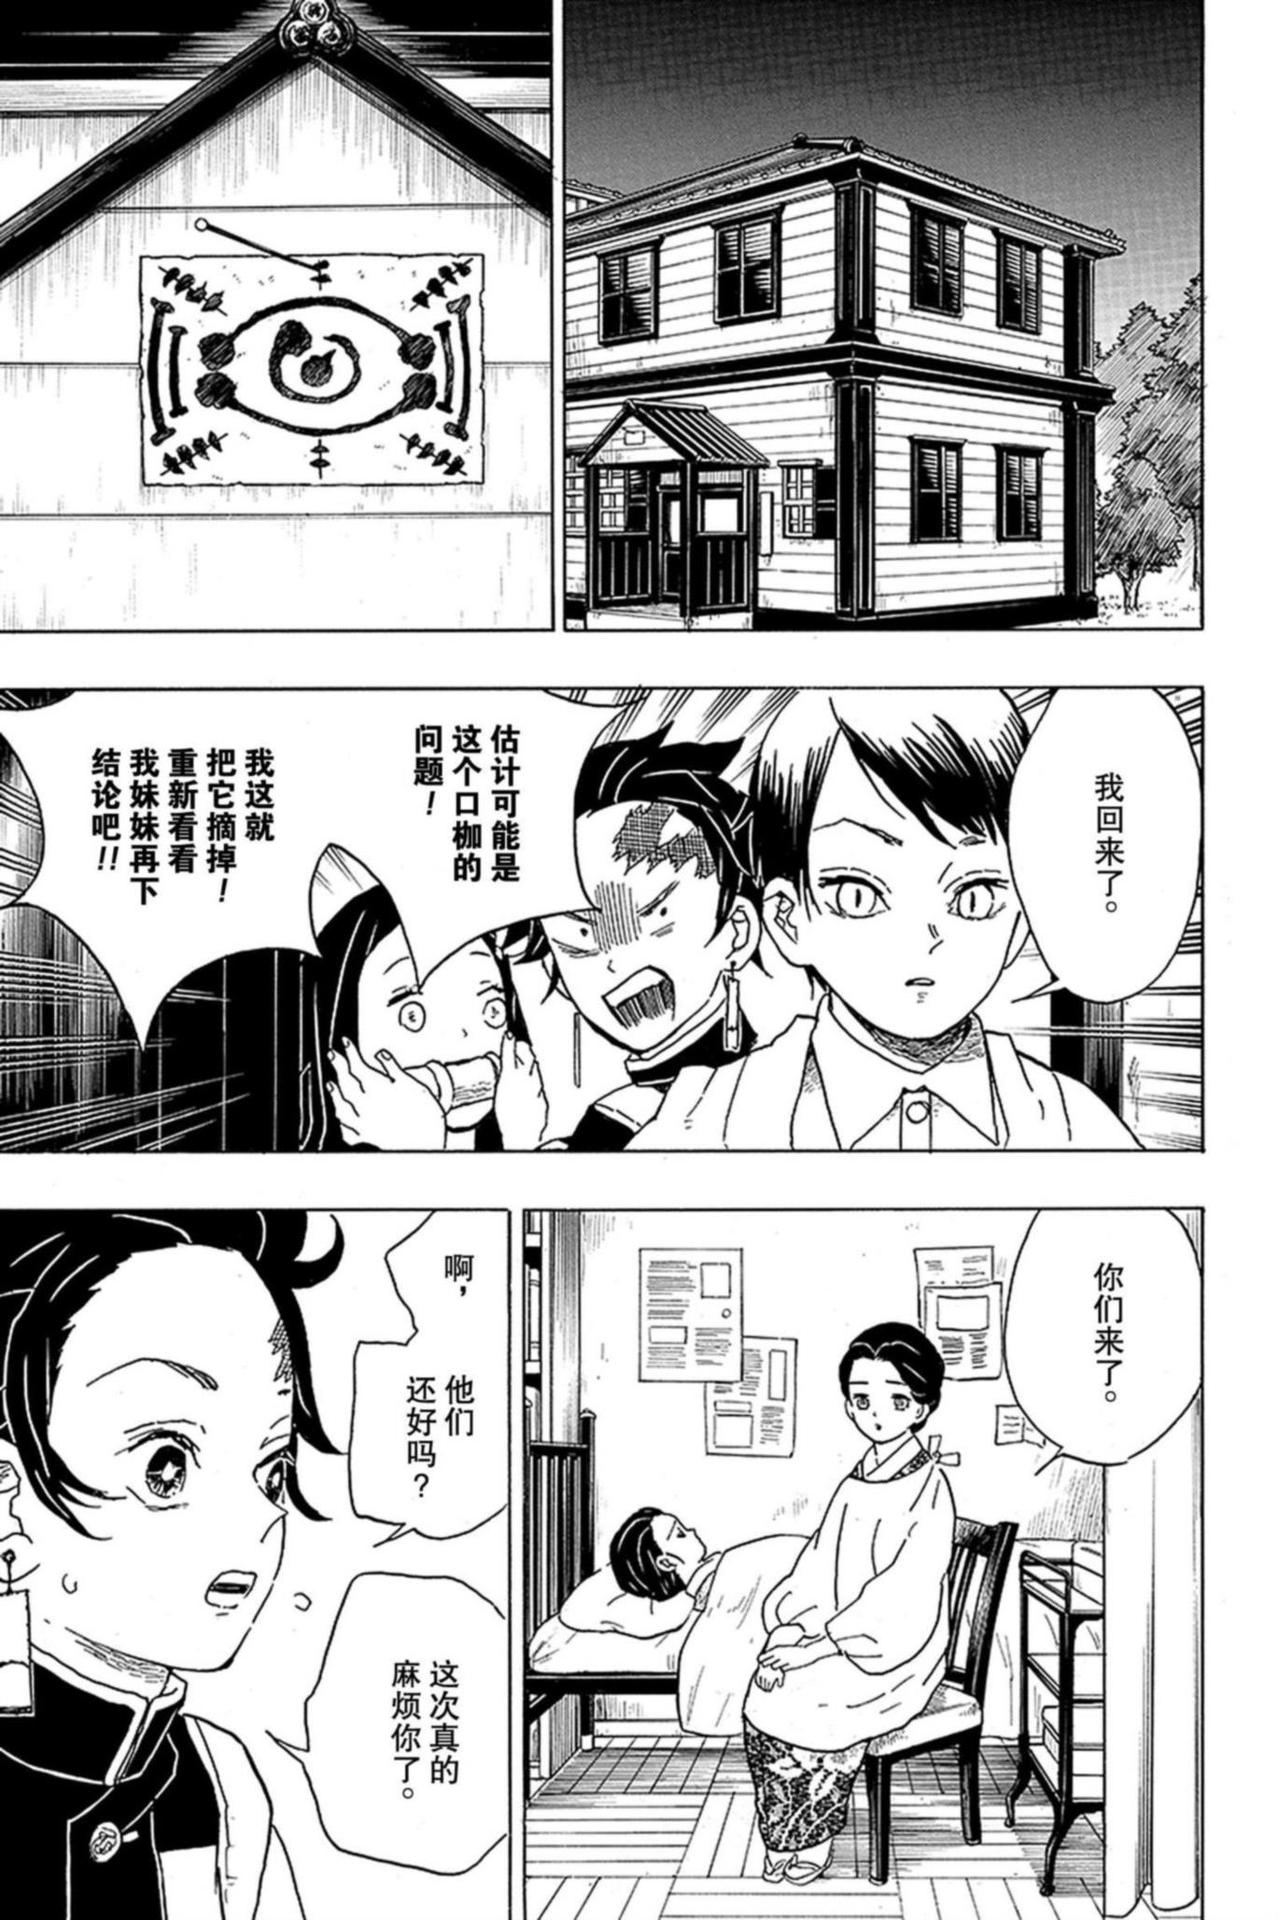 我回来了。
估计可能是
这个口枷的
问题！
我这就
把它摘掉！
重新看看
我妹妹再下
结论吧！！
你们来了。
啊，
他们
还好吗？
这次真的
麻烦你了。